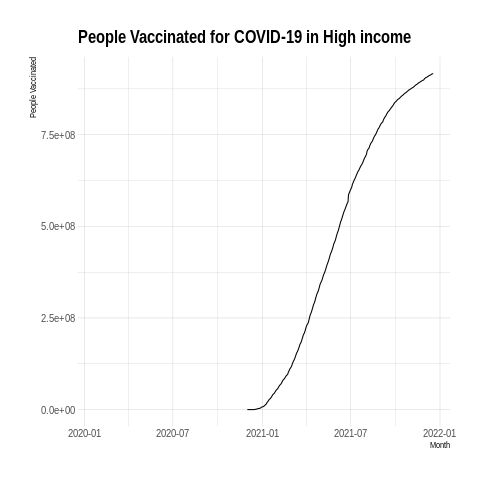 People Vaccinated for COVID-19 in High income
People Vaccinated
7.5e+08
5.0e+08
2.5e+08
0.0e+00
2020-01 2020-07 2021-01 2021-07 2022-01
Month